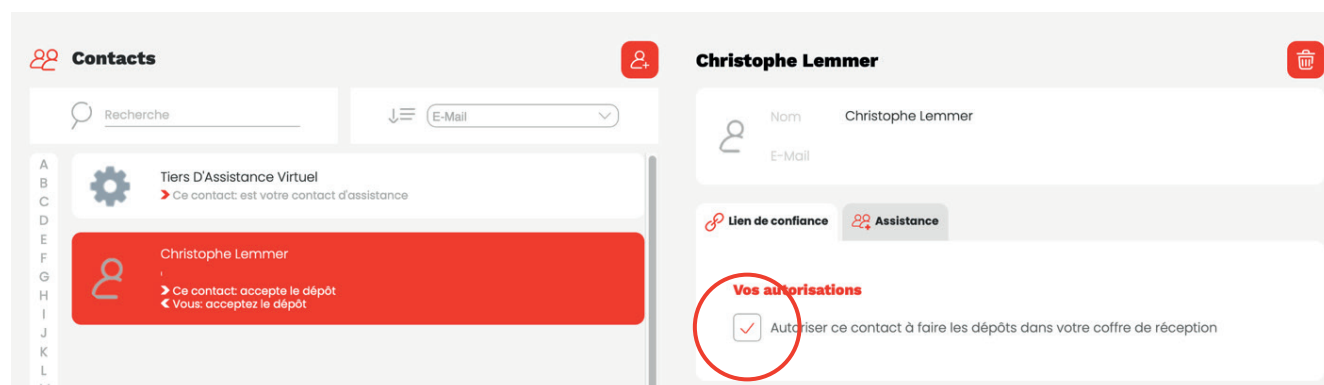 Contacts
Recherche
E-Mail
A
B
C
D
E
F
G
H
I
J
K
L
Tiers D'Assistance Virtuel
Ce contact: est votre contact d'assistance
Christophe Lemmer
Ce contact: accepte le dépôt
Vous: acceptez le dépôt
Christophe Lemmer
Nom Christophe Lemmer
E-Mail
Lien de confiance
Assistance
Vos autorisations
Autoriser ce contact à faire les dépôts dans votre coffre de réception